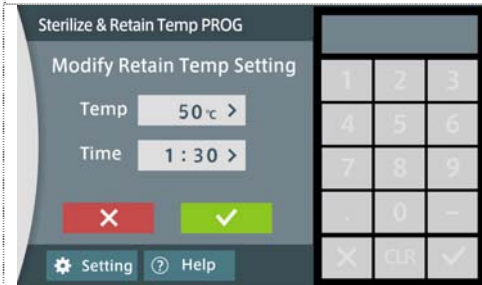 Sterilize & Retain Temp PROG
Modify Retain Temp Setting
Temp 50℃ >
Time 1:30 >
Setting ? Help
1 2 3
4 5 6
7 8 9
. 0 –
CLR